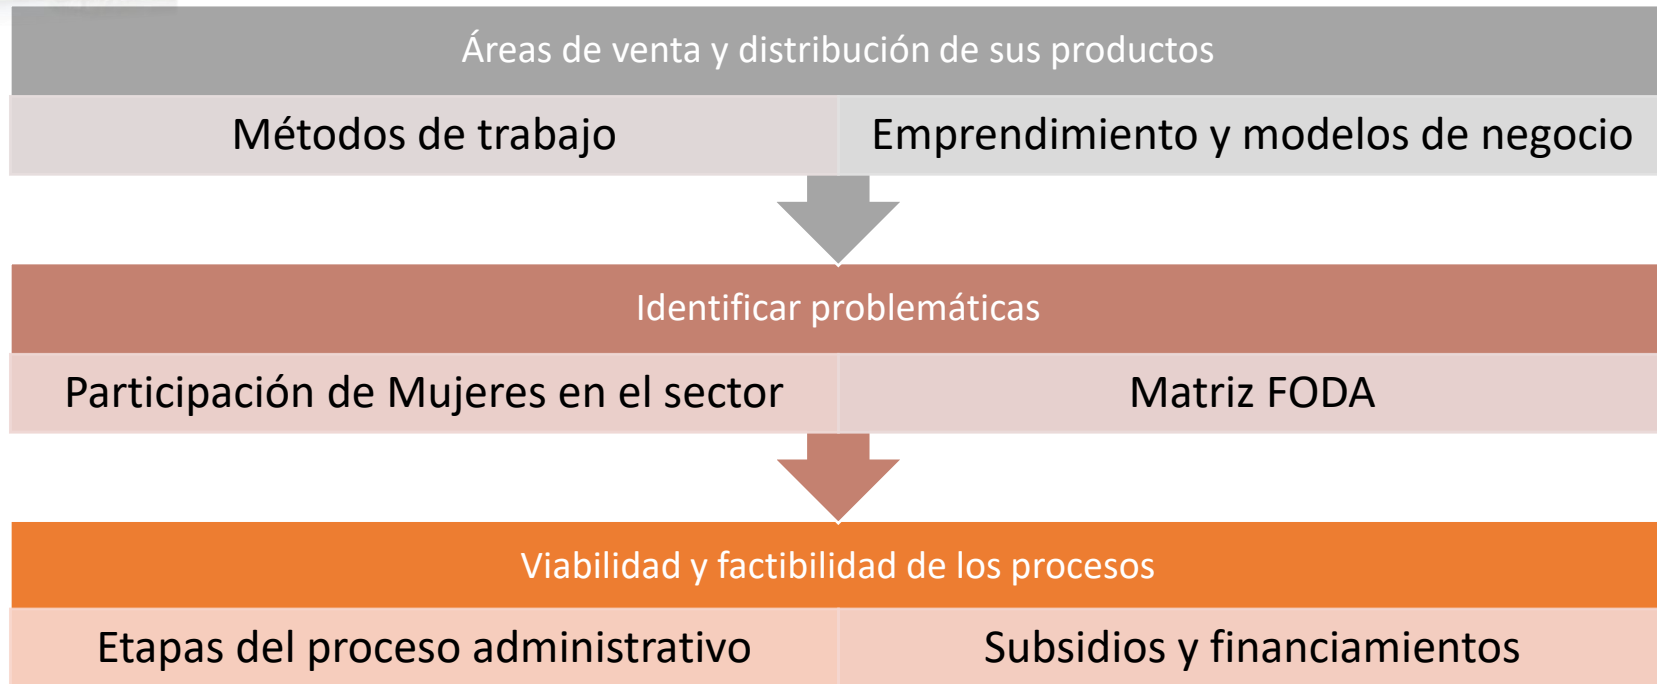 Áreas de venta y distribución de sus productos
Métodos de trabajo
Emprendimiento y modelos de negocio
Identificar problemáticas
Participación de Mujeres en el sector
Matriz FODA
Viabilidad y factibilidad de los procesos
Etapas del proceso administrativo
Subsidios y financiamientos